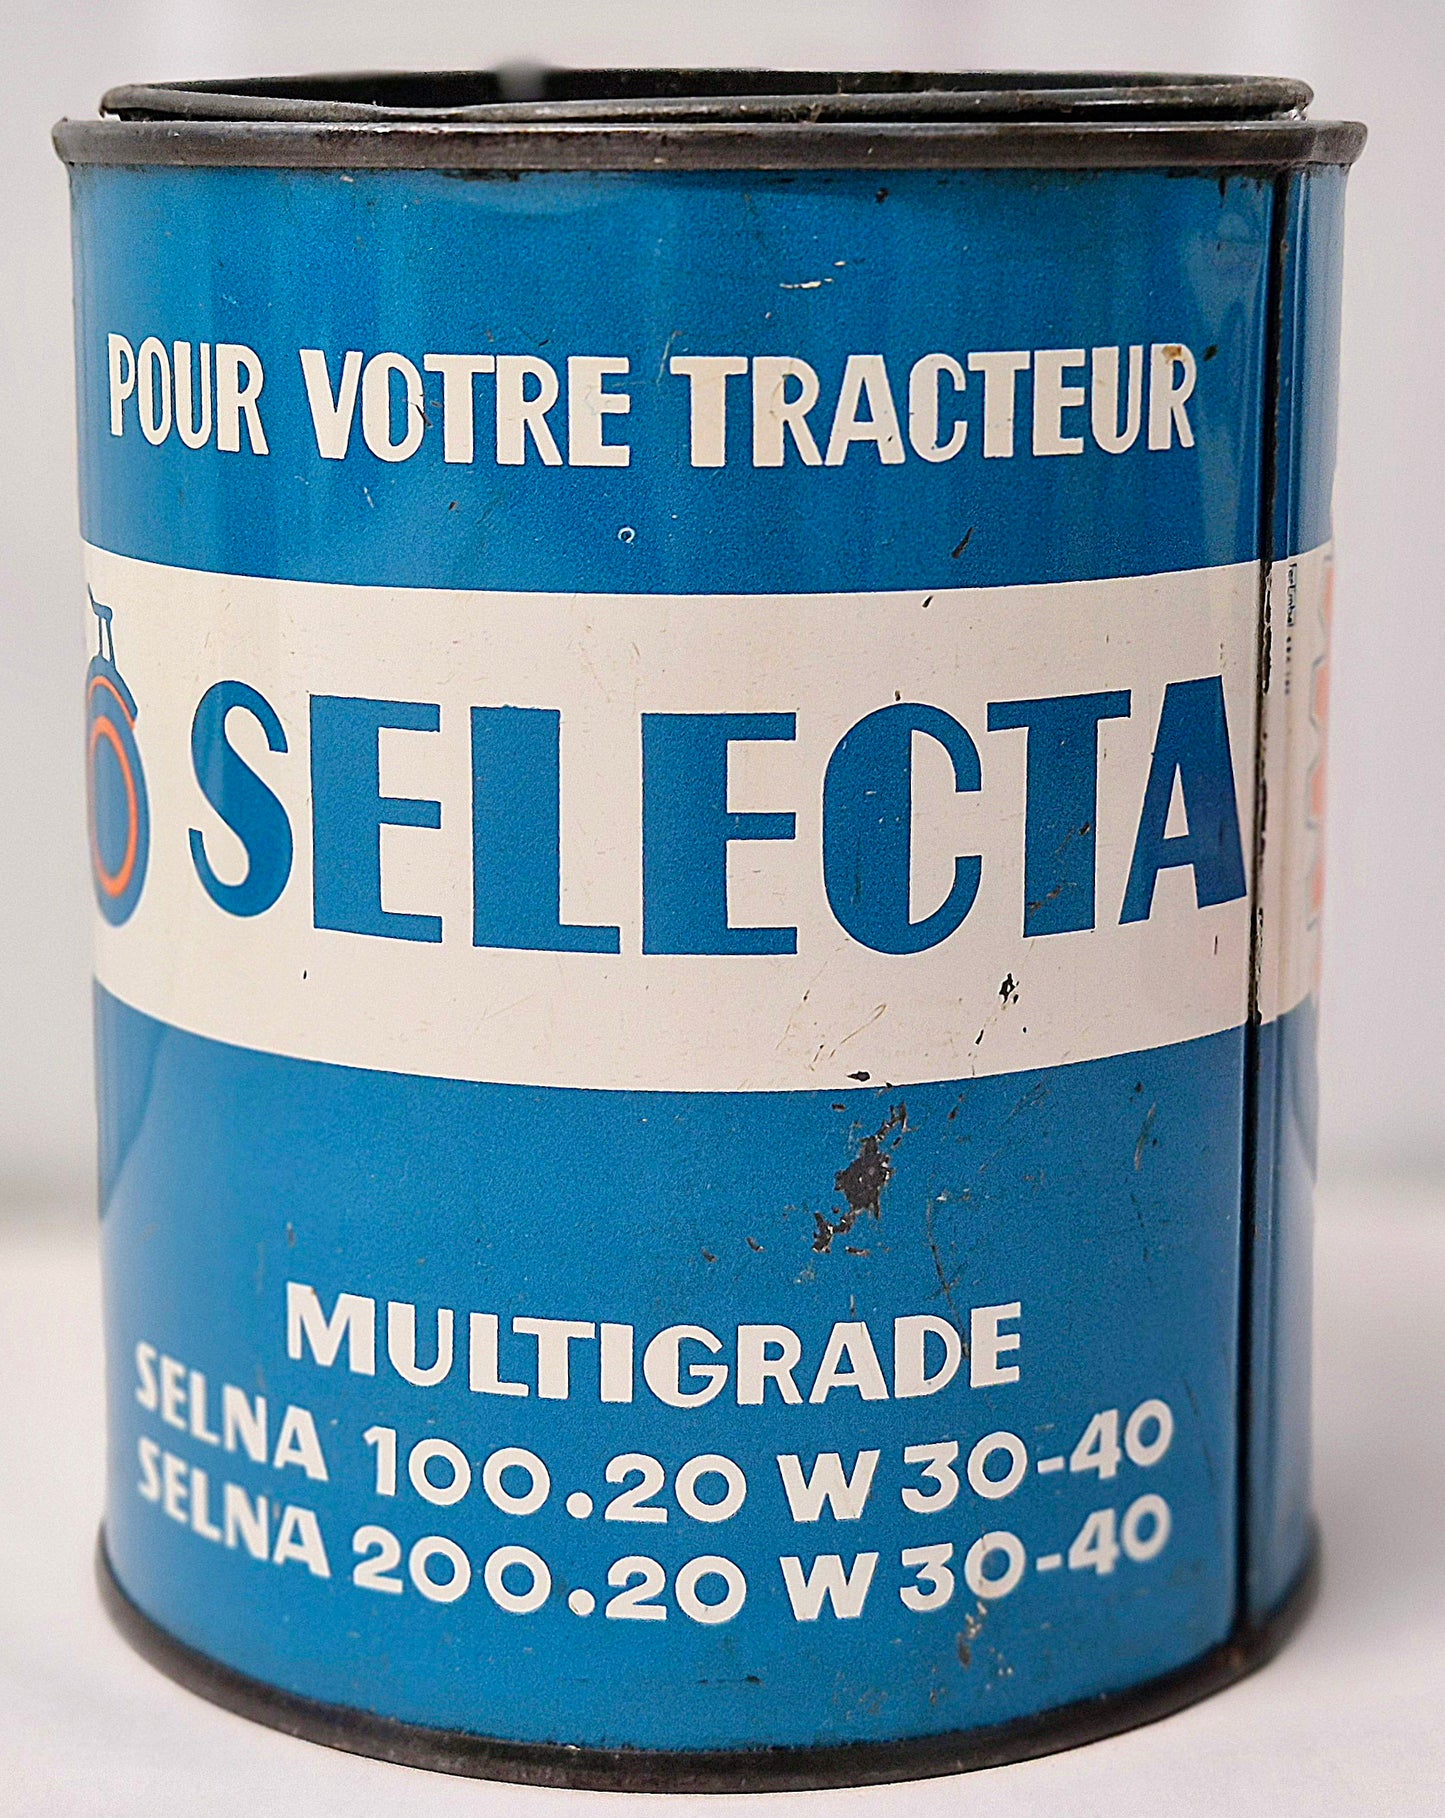 POUR VOTRE TRACTEUR
SELECTA
MULTIGRADE
SELNA 100.20 W 30-40
SELNA 200.20 W 30-40